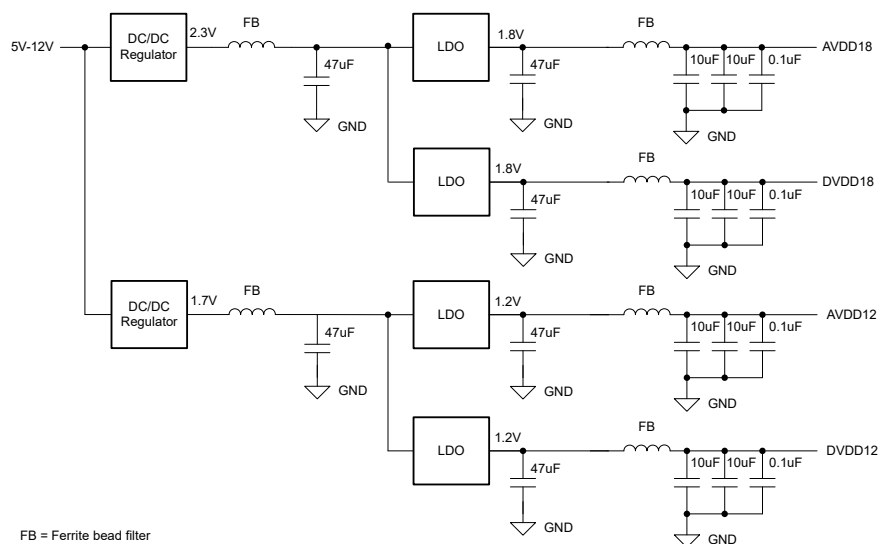 FB
FB
5V-12V
DC/DC
Regulator
2.3V
47uF
GND
LDO
1.8V
47uF
GND
10uF
10uF
0.1uF
GND
AVDD18
FB
LDO
1.8V
47uF
GND
10uF
10uF
0.1uF
GND
DVDD18
FB
FB
DC/DC
Regulator
1.7V
47uF
GND
LDO
1.2V
47uF
GND
10uF
10uF
0.1uF
GND
AVDD12
FB
LDO
1.2V
47uF
GND
10uF
10uF
0.1uF
GND
DVDD12
FB = Ferrite bead filter